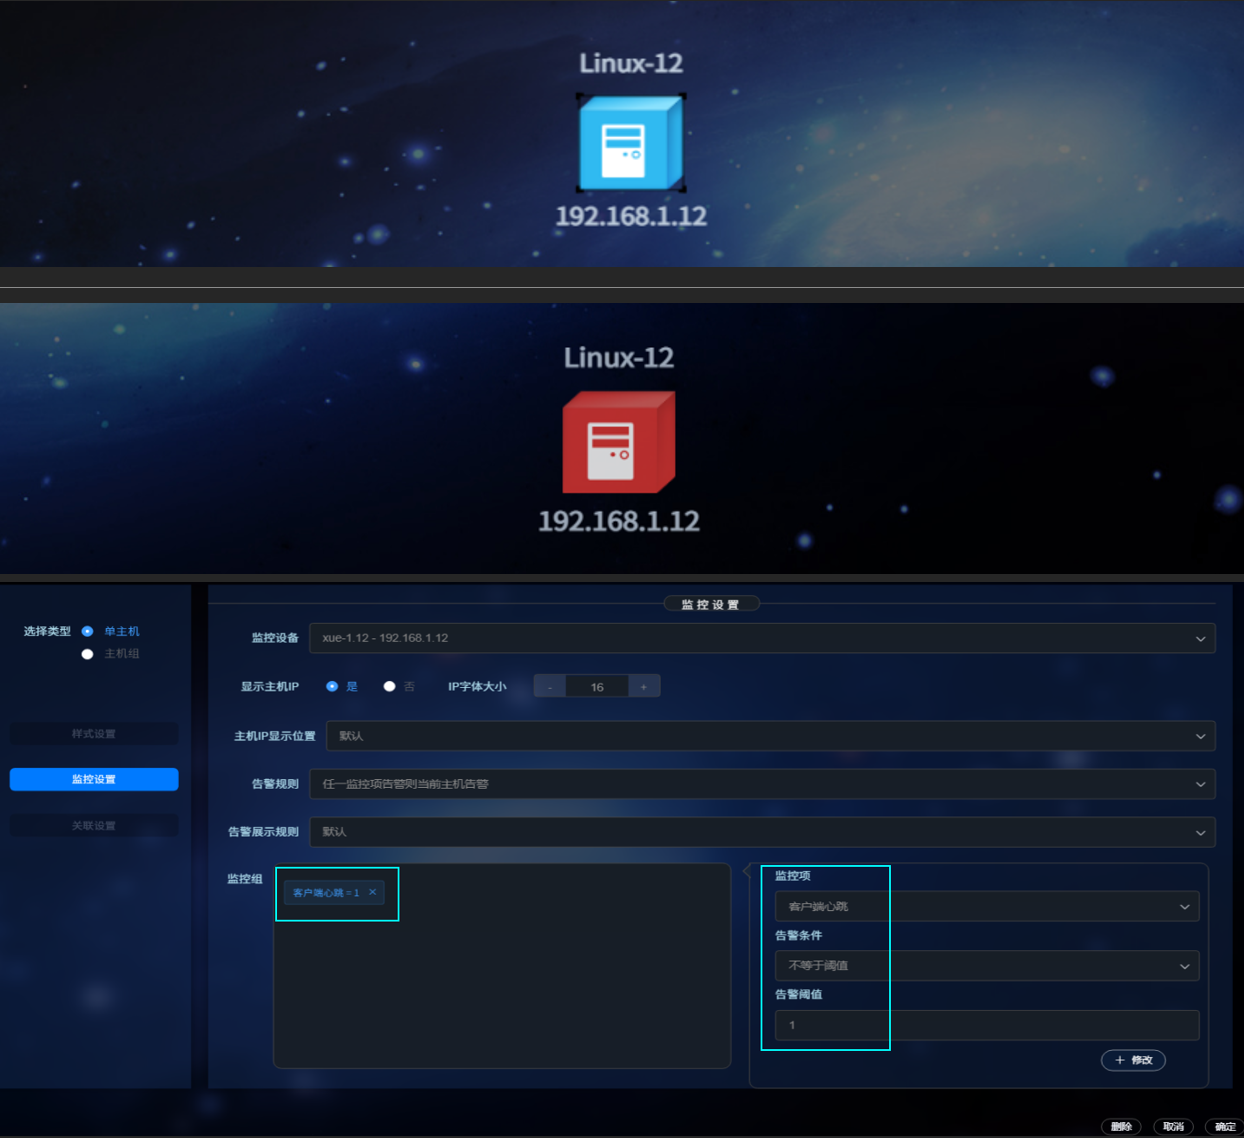 Linux-12
192.168.1.12
Linux-12
192.168.1.12
监控设置
选择类型 单主机
主机组
样式设置
监控设置
关联设置
监控设备 xue-1.12 - 192.168.1.12
显示主机IP 是 否 IP字体大小 - 16 +
主机IP显示位置 默认
告警规则 任一监控项告警则当前主机告警
告警展示规则 默认
监控组 客户端心跳 = 1 ×
监控项
客户端心跳
告警条件
不等于阈值
告警阈值
1
+ 修改
删除 取消 确定